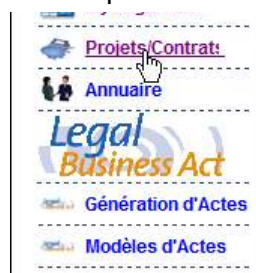 Projets/Contrats
Annuaire
Legal
Business Act
Génération d'Actes
Modèles d'Actes